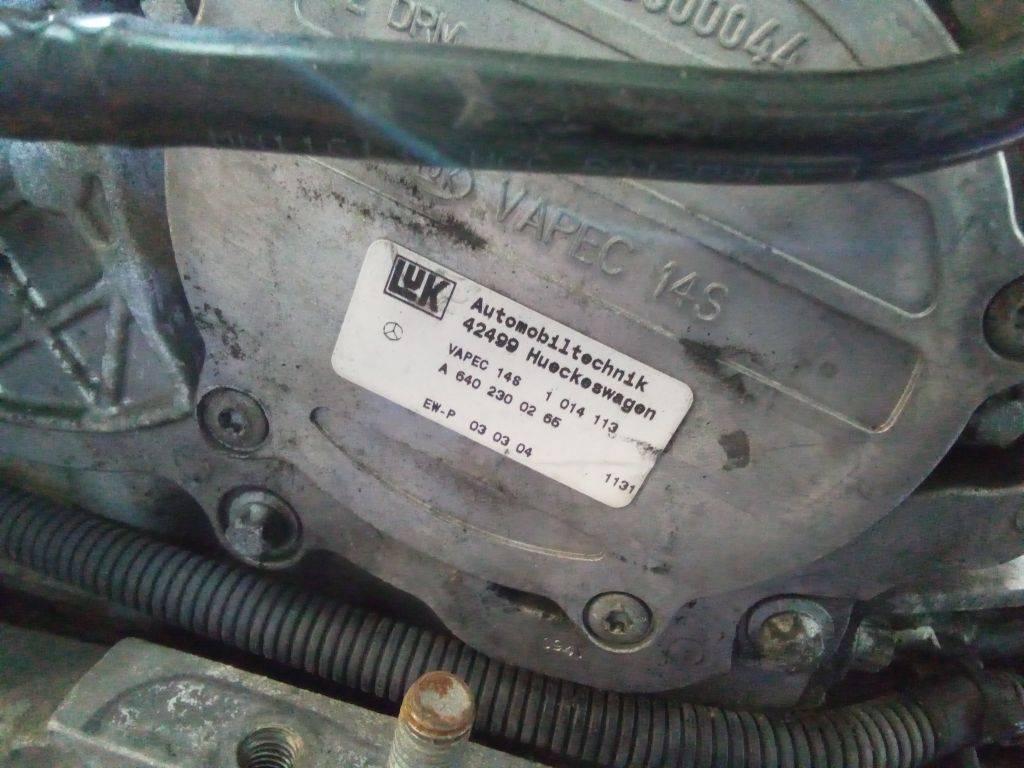 DRM
VAPEC 14S
LuK
Automobiltechnik
42499 Hueckeswagen
VAPEC 14S 1 014 113
A 640 230 02 65
EW-P
03 03 04
1131